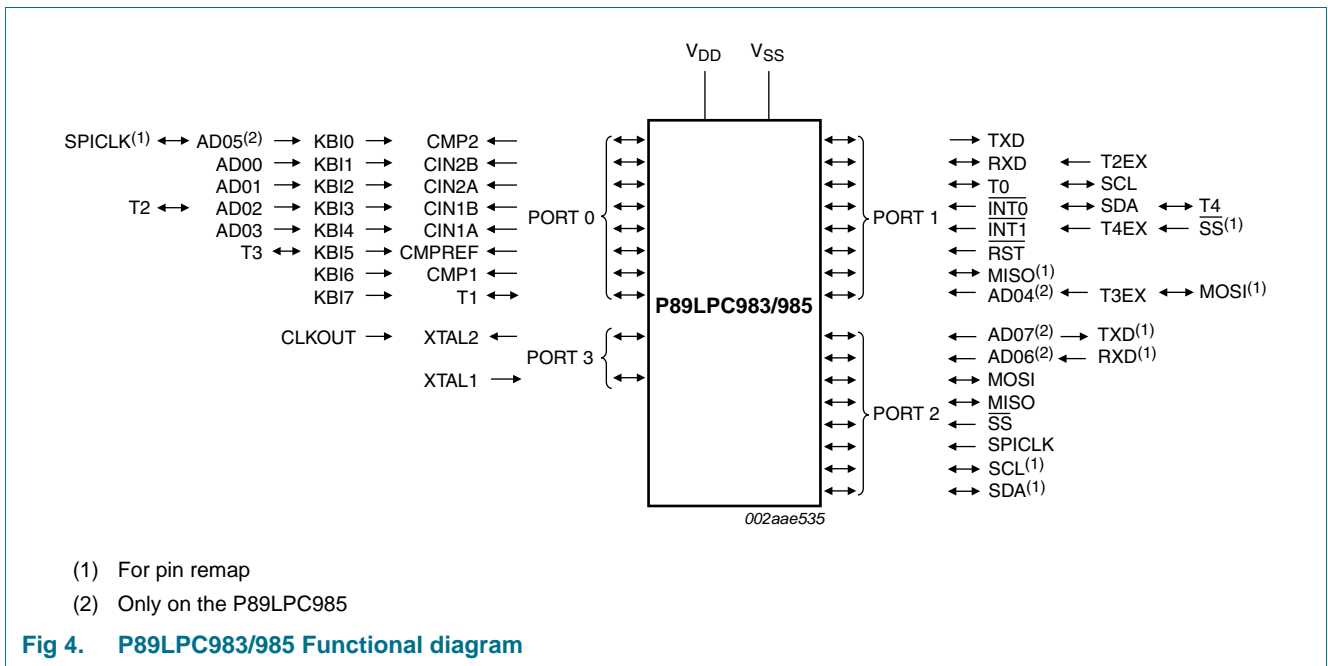 VDD VSS
SPICLK(1) AD05(2) KBI0 CMP2 TXD
AD00 KBI1 CIN2B RXD T2EX
AD01 KBI2 CIN2A T0 SCL
T2 AD02 KBI3 CIN1B INT0 SDA T4
PORT 0 PORT 1
AD03 KBI4 CIN1A INT1 T4EX SS(1)
T3 KBI5 CMPREF RST
KBI6 CMP1 MISO(1)
KBI7 T1 AD04(2) T3EX MOSI(1)
P89LPC983/985
CLKOUT XTAL2 AD07(2) TXD(1)
PORT 3
AD06(2) RXD(1)
XTAL1 MOSI
MISO
PORT 2
SS
SPICLK
SCL(1)
SDA(1)
002aae535
(1) For pin remap
(2) Only on the P89LPC985
Fig 4. P89LPC983/985 Functional diagram